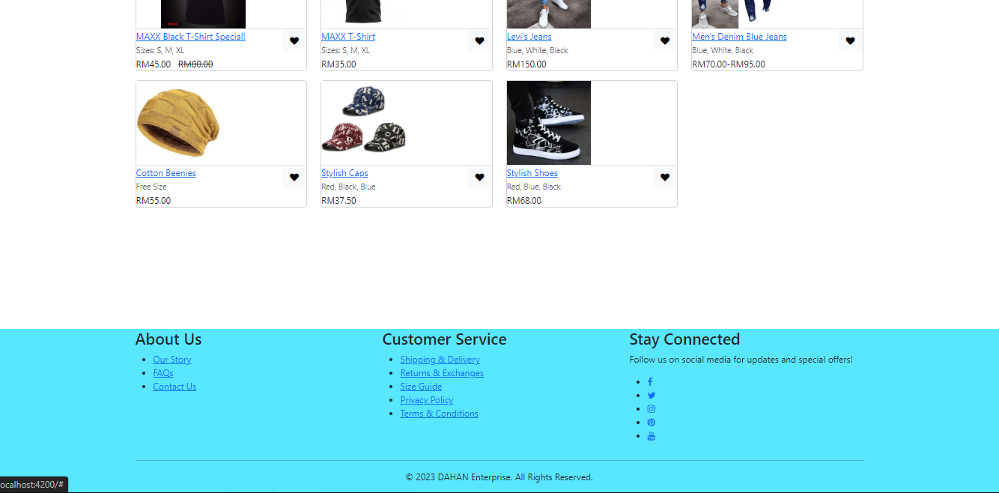 MAXX Black T-Shirt Special!
Sizes: S, M, XL
RM45.00 RM80.00
MAXX T-Shirt
Sizes: S, M, XL
RM35.00
Levi's Jeans
Blue, White, Black
RM150.00
Men's Denim Blue Jeans
Blue, White, Black
RM70.00-RM95.00
Cotton Beenies
Free Size
RM55.00
Stylish Caps
Red, Black, Blue
RM37.50
Stylish Shoes
Red, Blue, Black
RM68.00
About Us
Our Story
FAQs
Contact Us
Customer Service
Shipping & Delivery
Returns & Exchanges
Size Guide
Privacy Policy
Terms & Conditions
Stay Connected
Follow us on social media for updates and special offers!
© 2023 DAHAN Enterprise. All Rights Reserved.
ocalhost:4200/#